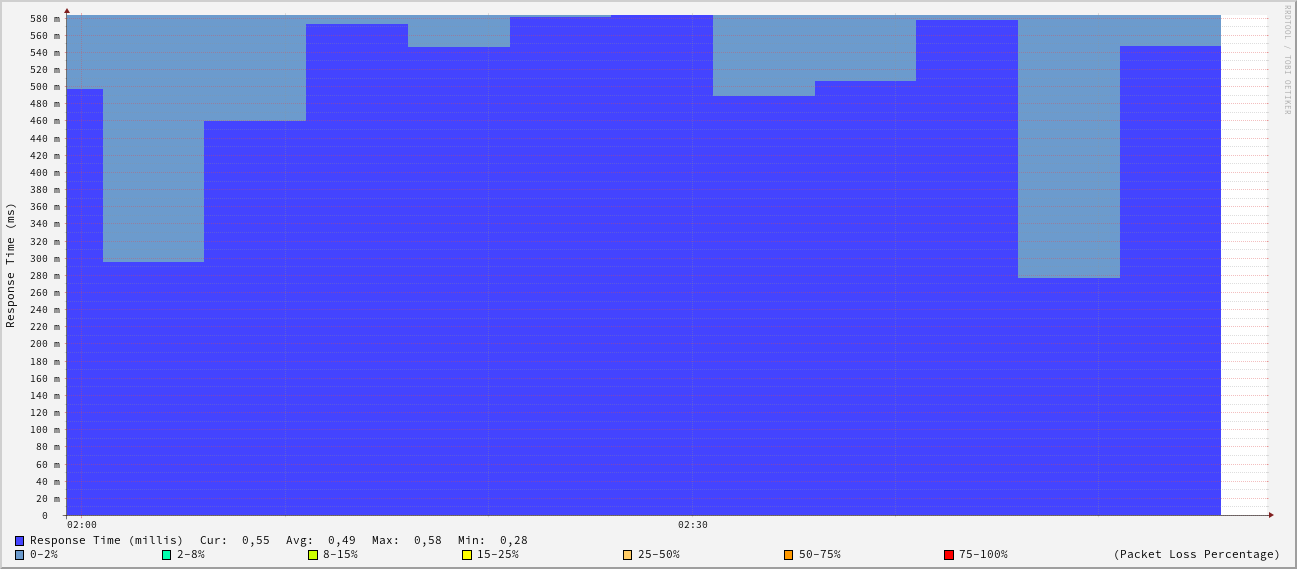 RRDTOOL / TOBI OETIKER
Response Time (ms)
580 m
560 m
540 m
520 m
500 m
480 m
460 m
440 m
420 m
400 m
380 m
360 m
340 m
320 m
300 m
280 m
260 m
240 m
220 m
200 m
180 m
160 m
140 m
120 m
100 m
80 m
60 m
40 m
20 m
0
02:00 02:30
Response Time (millis) Cur: 0,55 Avg: 0,49 Max: 0,58 Min: 0,28
0-2% 2-8% 8-15% 15-25% 25-50% 50-75% 75-100% (Packet Loss Percentage)